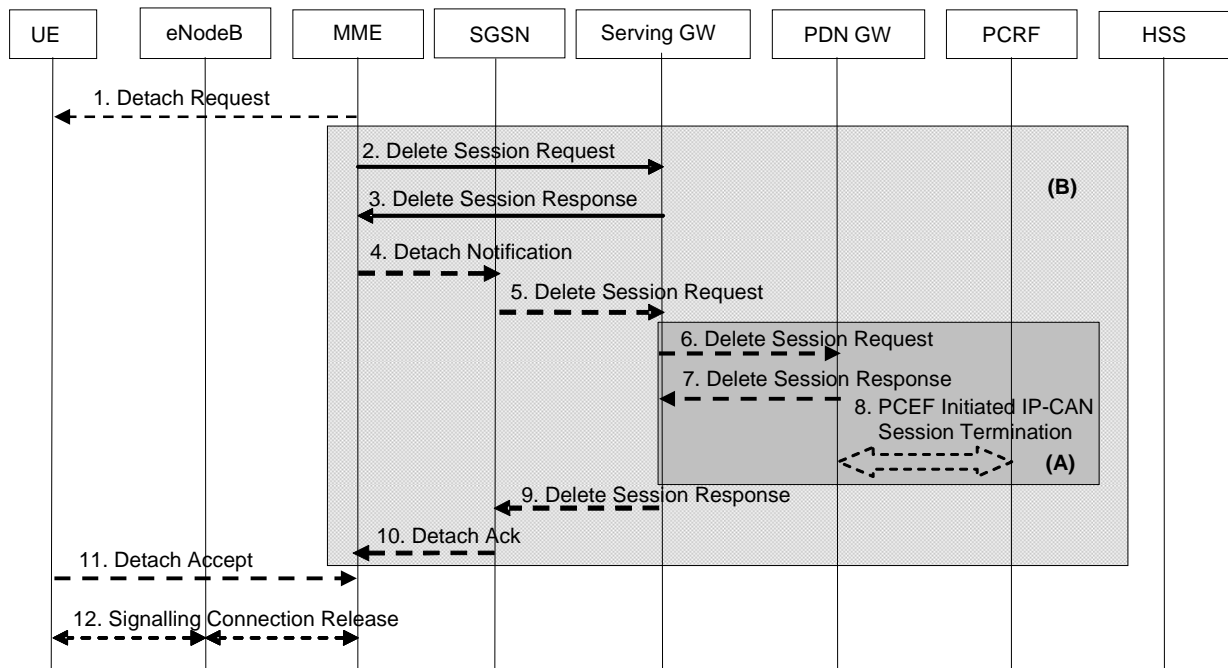 UE
eNodeB
MME
SGSN
Serving GW
PDN GW
PCRF
HSS
1. Detach Request
2. Delete Session Request
(B)
3. Delete Session Response
4. Detach Notification
5. Delete Session Request
6. Delete Session Request
7. Delete Session Response
8. PCEF Initiated IP-CAN
Session Termination
(A)
9. Delete Session Response
10. Detach Ack
11. Detach Accept
12. Signalling Connection Release